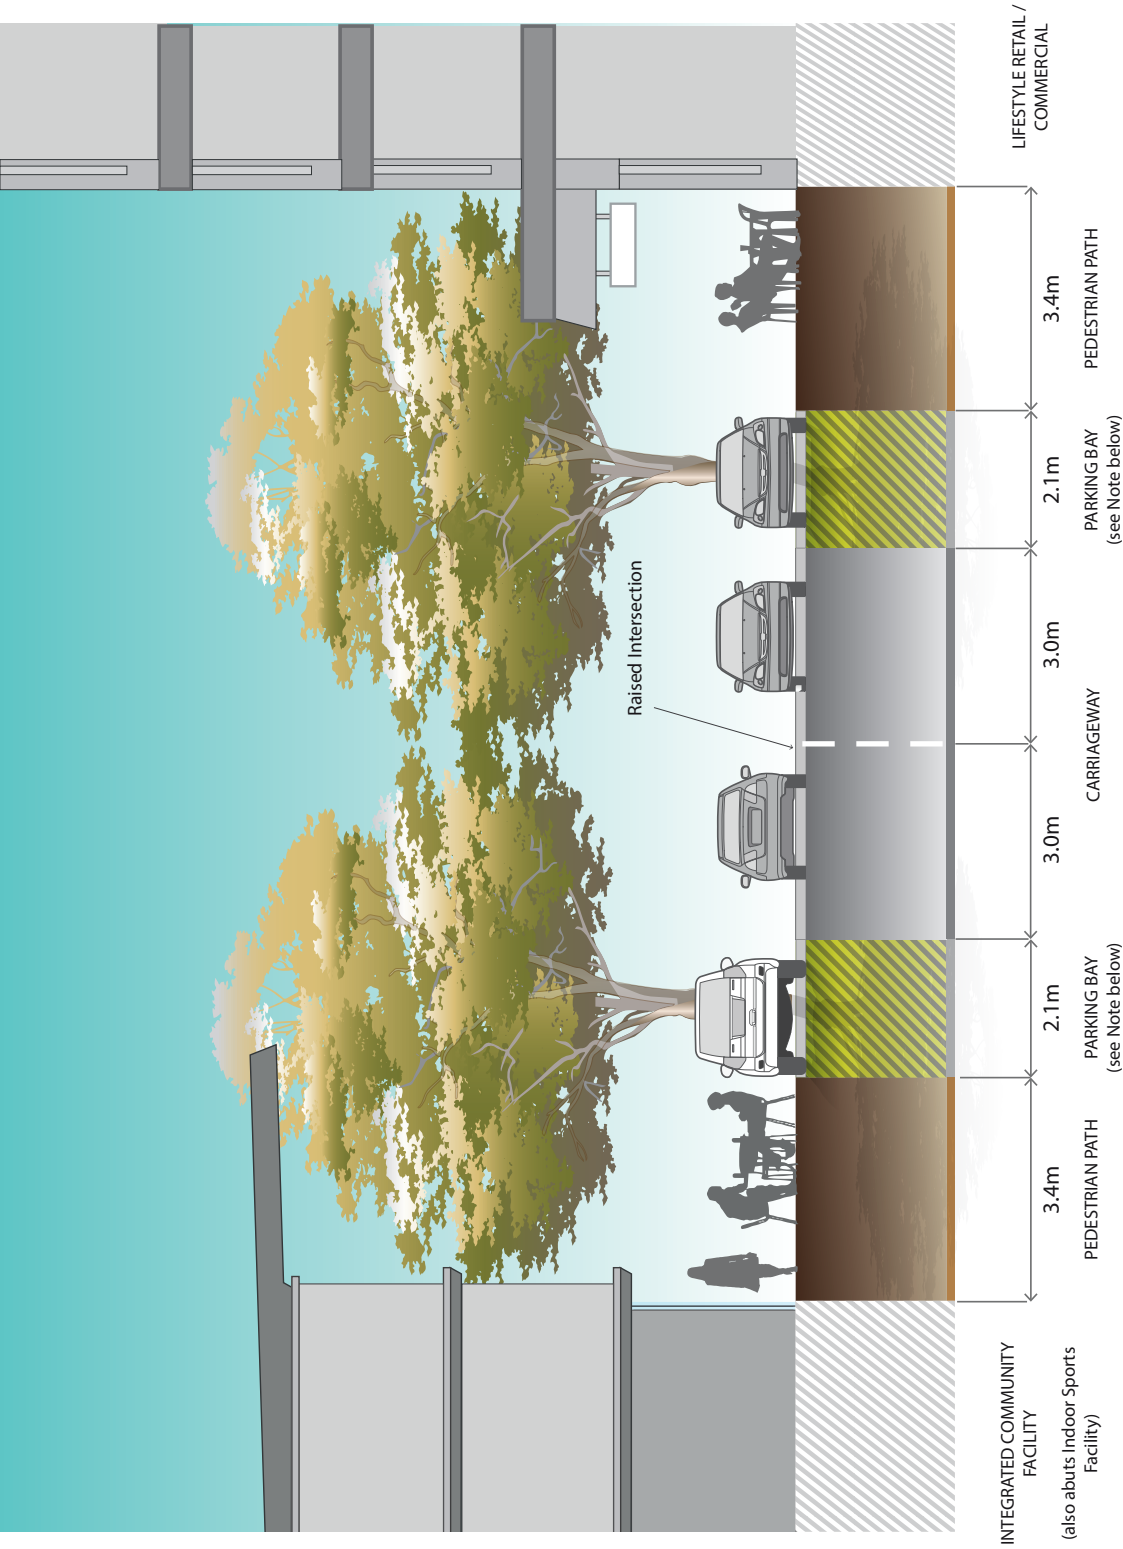 Raised Intersection
3.4m
2.1m
3.0m
3.0m
2.1m
3.4m
INTEGRATED COMMUNITY
FACILITY
(also abuts Indoor Sports
Facility)
PEDESTRIAN PATH
PARKING BAY
(see Note below)
CARRIAGEWAY
PARKING BAY
(see Note below)
PEDESTRIAN PATH
LIFESTYLE RETAIL /
COMMERCIAL